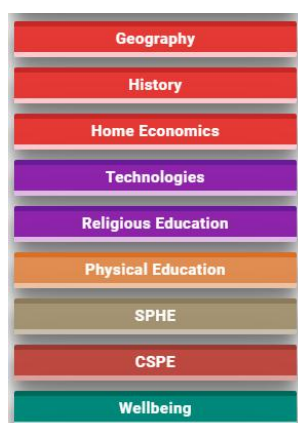 Geography
History
Home Economics
Technologies
Religious Education
Physical Education
SPHE
CSPE
Wellbeing